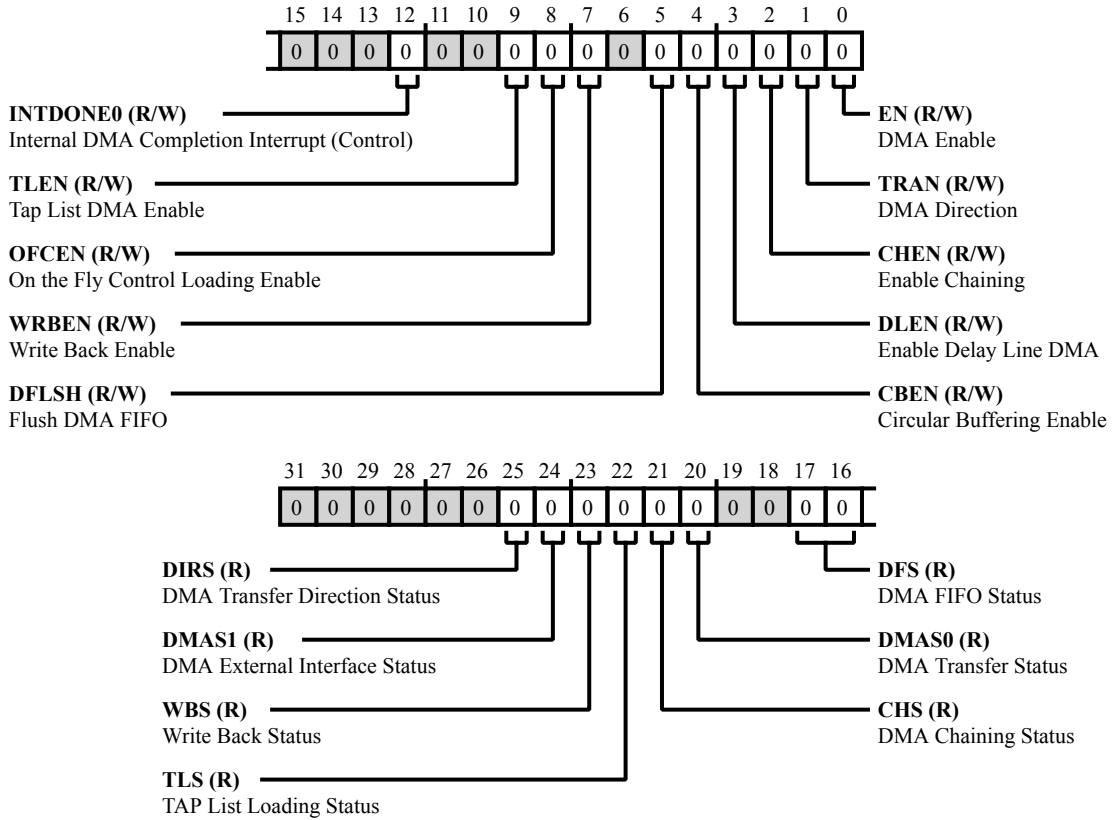 15 14 13 12 11 10 9 8 7 6 5 4 3 2 1 0
0 0 0 0 0 0 0 0 0 0 0 0 0 0 0 0
INTDONE0 (R/W)
Internal DMA Completion Interrupt (Control)
TLEN (R/W)
Tap List DMA Enable
OFCEN (R/W)
On the Fly Control Loading Enable
WRBEN (R/W)
Write Back Enable
DFLSH (R/W)
Flush DMA FIFO
EN (R/W)
DMA Enable
TRAN (R/W)
DMA Direction
CHEN (R/W)
Enable Chaining
DLEN (R/W)
Enable Delay Line DMA
CBEN (R/W)
Circular Buffering Enable
31 30 29 28 27 26 25 24 23 22 21 20 19 18 17 16
0 0 0 0 0 0 0 0 0 0 0 0 0 0 0 0
DIRS (R)
DMA Transfer Direction Status
DMAS1 (R)
DMA External Interface Status
WBS (R)
Write Back Status
TLS (R)
TAP List Loading Status
DFS (R)
DMA FIFO Status
DMAS0 (R)
DMA Transfer Status
CHS (R)
DMA Chaining Status